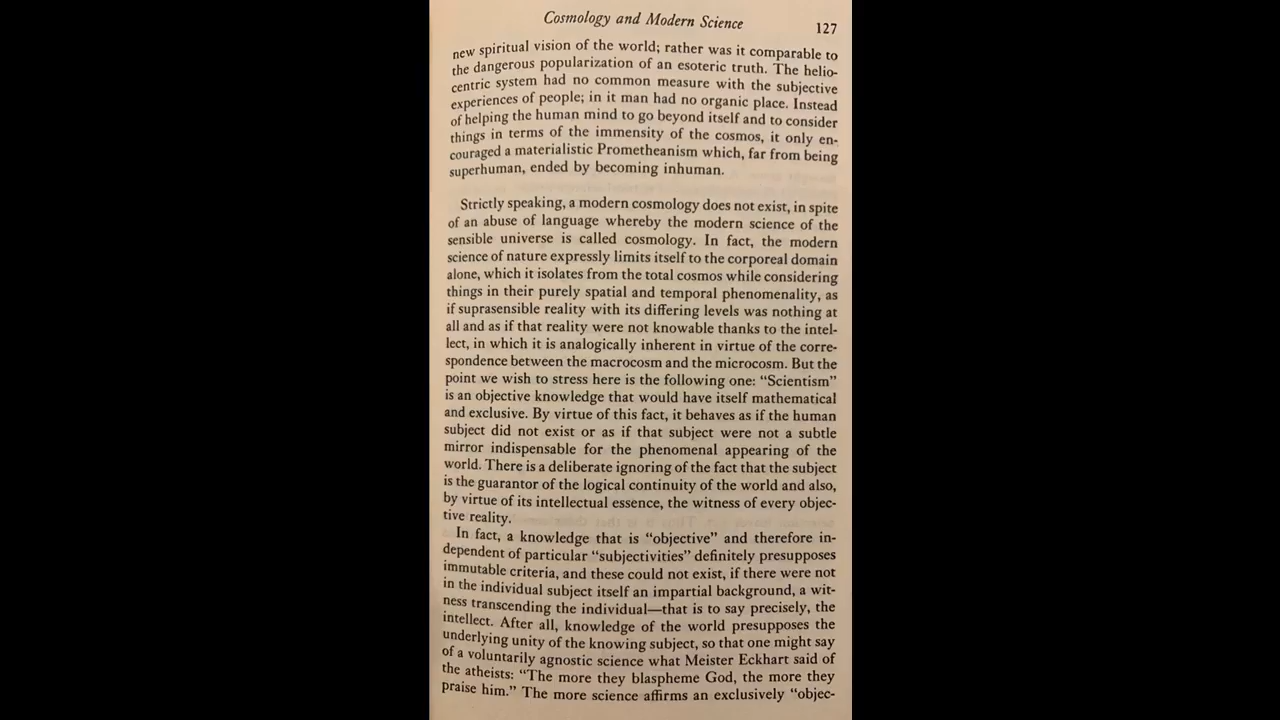 Cosmology and Modern Science
127
new spiritual vision of the world; rather was it comparable to
the dangerous popularization of an esoteric truth. The helio-
centric system had no common measure with the subjective
experiences of people; in it man had no organic place. Instead
of helping the human mind to go beyond itself and to consider
things in terms of the immensity of the cosmos, it only en-
couraged a materialistic Prometheanism which, far from being
superhuman, ended by becoming inhuman.
Strictly speaking, a modern cosmology does not exist, in spite
of an abuse of language whereby the modern science of the
sensible universe is called cosmology. In fact, the modern
science of nature expressly limits itself to the corporeal domain
alone, which it isolates from the total cosmos while considering
things in their purely spatial and temporal phenomenality, as
if suprasensible reality with its differing levels was nothing at
all and as if that reality were not knowable thanks to the intel-
lect, in which it is analogically inherent in virtue of the corre-
spondence between the macrocosm and the microcosm. But the
point we wish to stress here is the following one: “Scientism”
is an objective knowledge that would have itself mathematical
and exclusive. By virtue of this fact, it behaves as if the human
subject did not exist or as if that subject were not a subtle
mirror indispensable for the phenomenal appearing of the
world. There is a deliberate ignoring of the fact that the subject
is the guarantor of the logical continuity of the world and also,
by virtue of its intellectual essence, the witness of every objec-
tive reality.
In fact, a knowledge that is “objective” and therefore in-
dependent of particular “subjectivities” definitely presupposes
immutable criteria, and these could not exist, if there were not
in the individual subject itself an impartial background, a wit-
ness transcending the individual—that is to say precisely, the
intellect. After all, knowledge of the world presupposes the
underlying unity of the knowing subject, so that one might say
of a voluntarily agnostic science what Meister Eckhart said of
the atheists: “The more they blaspheme God, the more they
praise him.” The more science affirms an exclusively “objec-